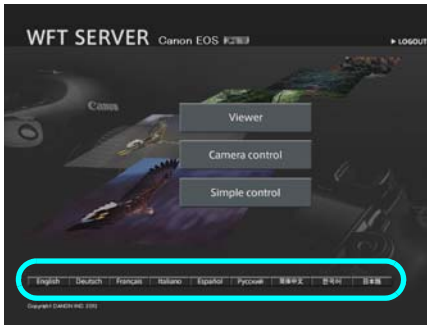 WFT SERVER Canon EOS
LOGOUT
Canon
Viewer
Camera control
Simple control
English Deutsch Français Italiano Español Русский 简体中文 한국어 日本語